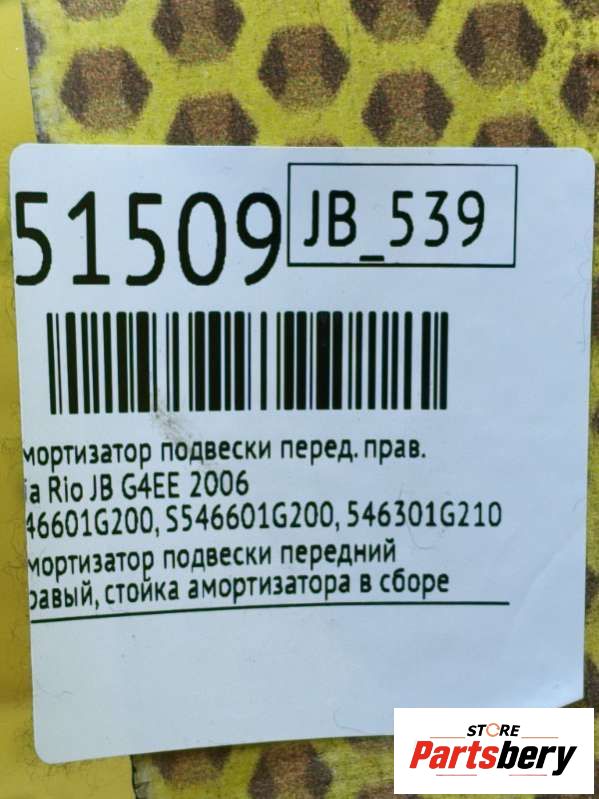 51509 JB_539
мортизатор подвески перед. прав.
ia Rio JB G4EE 2006
46601G200, S546601G200, 546301G210
мортизатор подвески передний
равый, стойка амортизатора в сборе
STORE
Partsbery